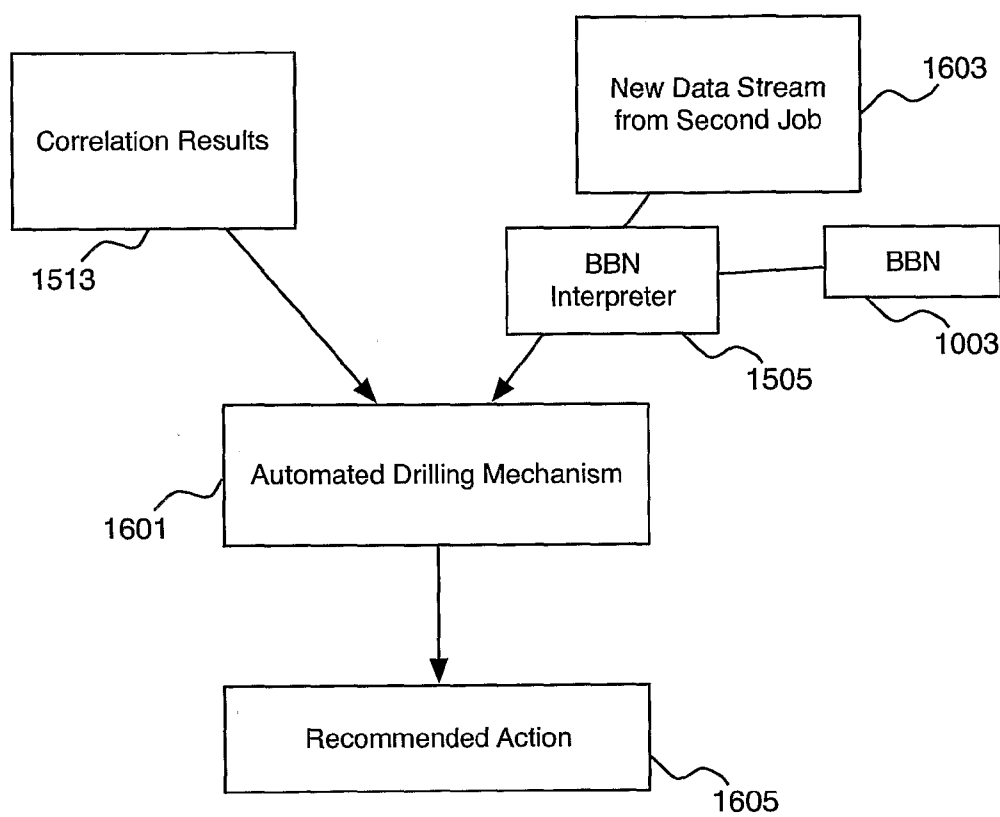 Correlation Results
1513
New Data Stream
from Second Job
1603
BBN
Interpreter
1505
BBN
1003
Automated Drilling Mechanism
1601
Recommended Action
1605